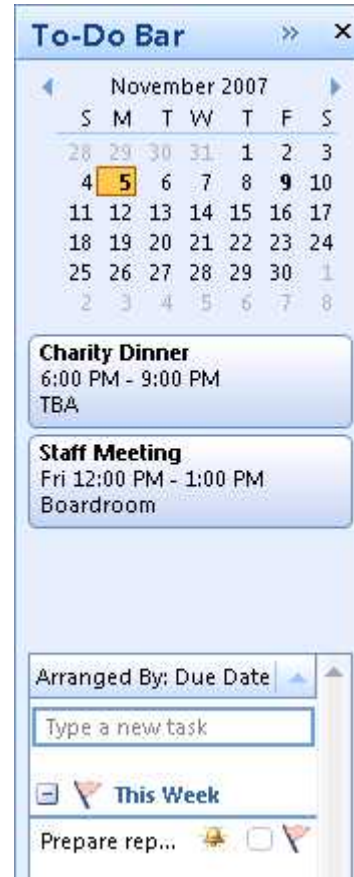 To-Do Bar
November 2007
S M T W T F S
28 29 30 31 1 2 3
4 5 6 7 8 9 10
11 12 13 14 15 16 17
18 19 20 21 22 23 24
25 26 27 28 29 30 1
2 3 4 5 6 7 8
Charity Dinner
6:00 PM - 9:00 PM
TBA
Staff Meeting
Fri 12:00 PM - 1:00 PM
Boardroom
Arranged By: Due Date
Type a new task
This Week
Prepare rep...